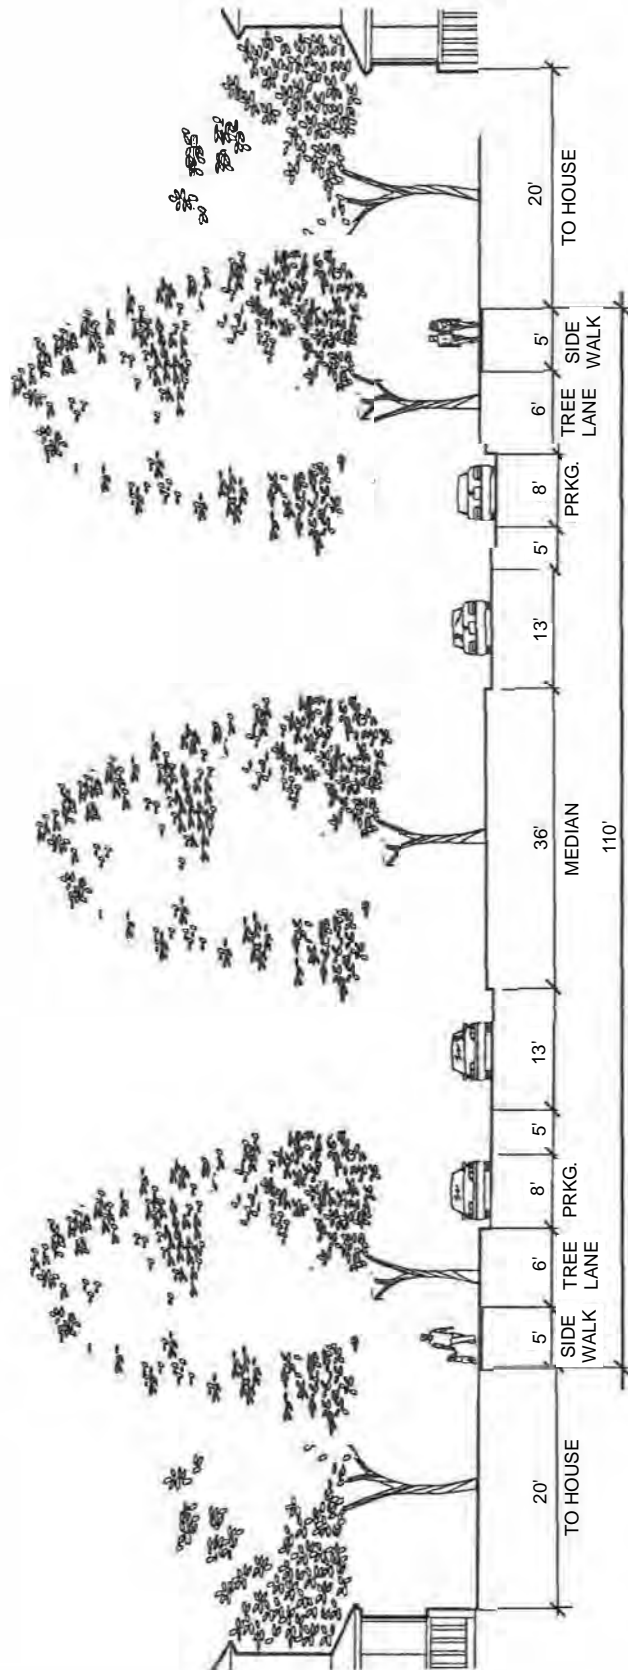 20' 5' 6' 8' 5' 13' 36' 13' 5' 8' 6' 5' 20'
TO HOUSE SIDE TREE PRKG. MEDIAN PRKG. TREE SIDE TO HOUSE
WALK LANE LANE WALK
110'